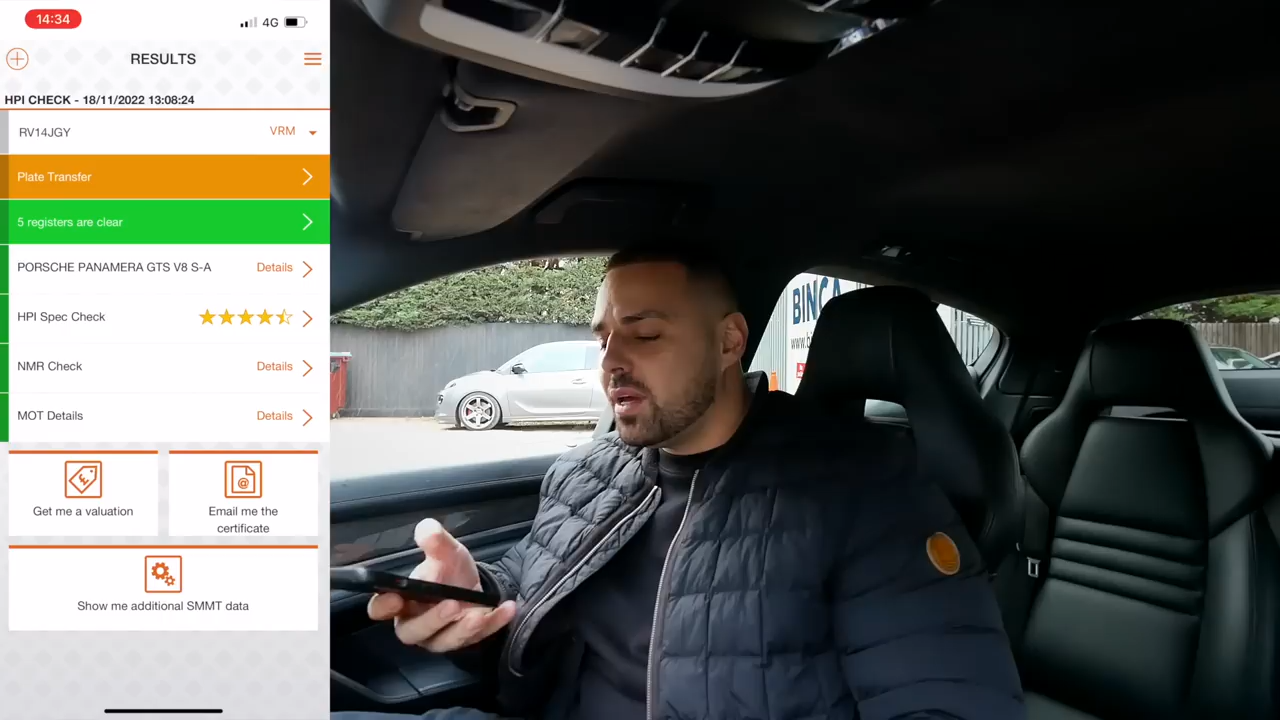 14:34
4G
RESULTS
HPI CHECK - 18/11/2022 13:08:24
RV14JGY
VRM
Plate Transfer
5 registers are clear
PORSCHE PANAMERA GTS V8 S-A
Details
HPI Spec Check
NMR Check
Details
MOT Details
Details
Get me a valuation
Email me the
certificate
Show me additional SMMT data
BINCA